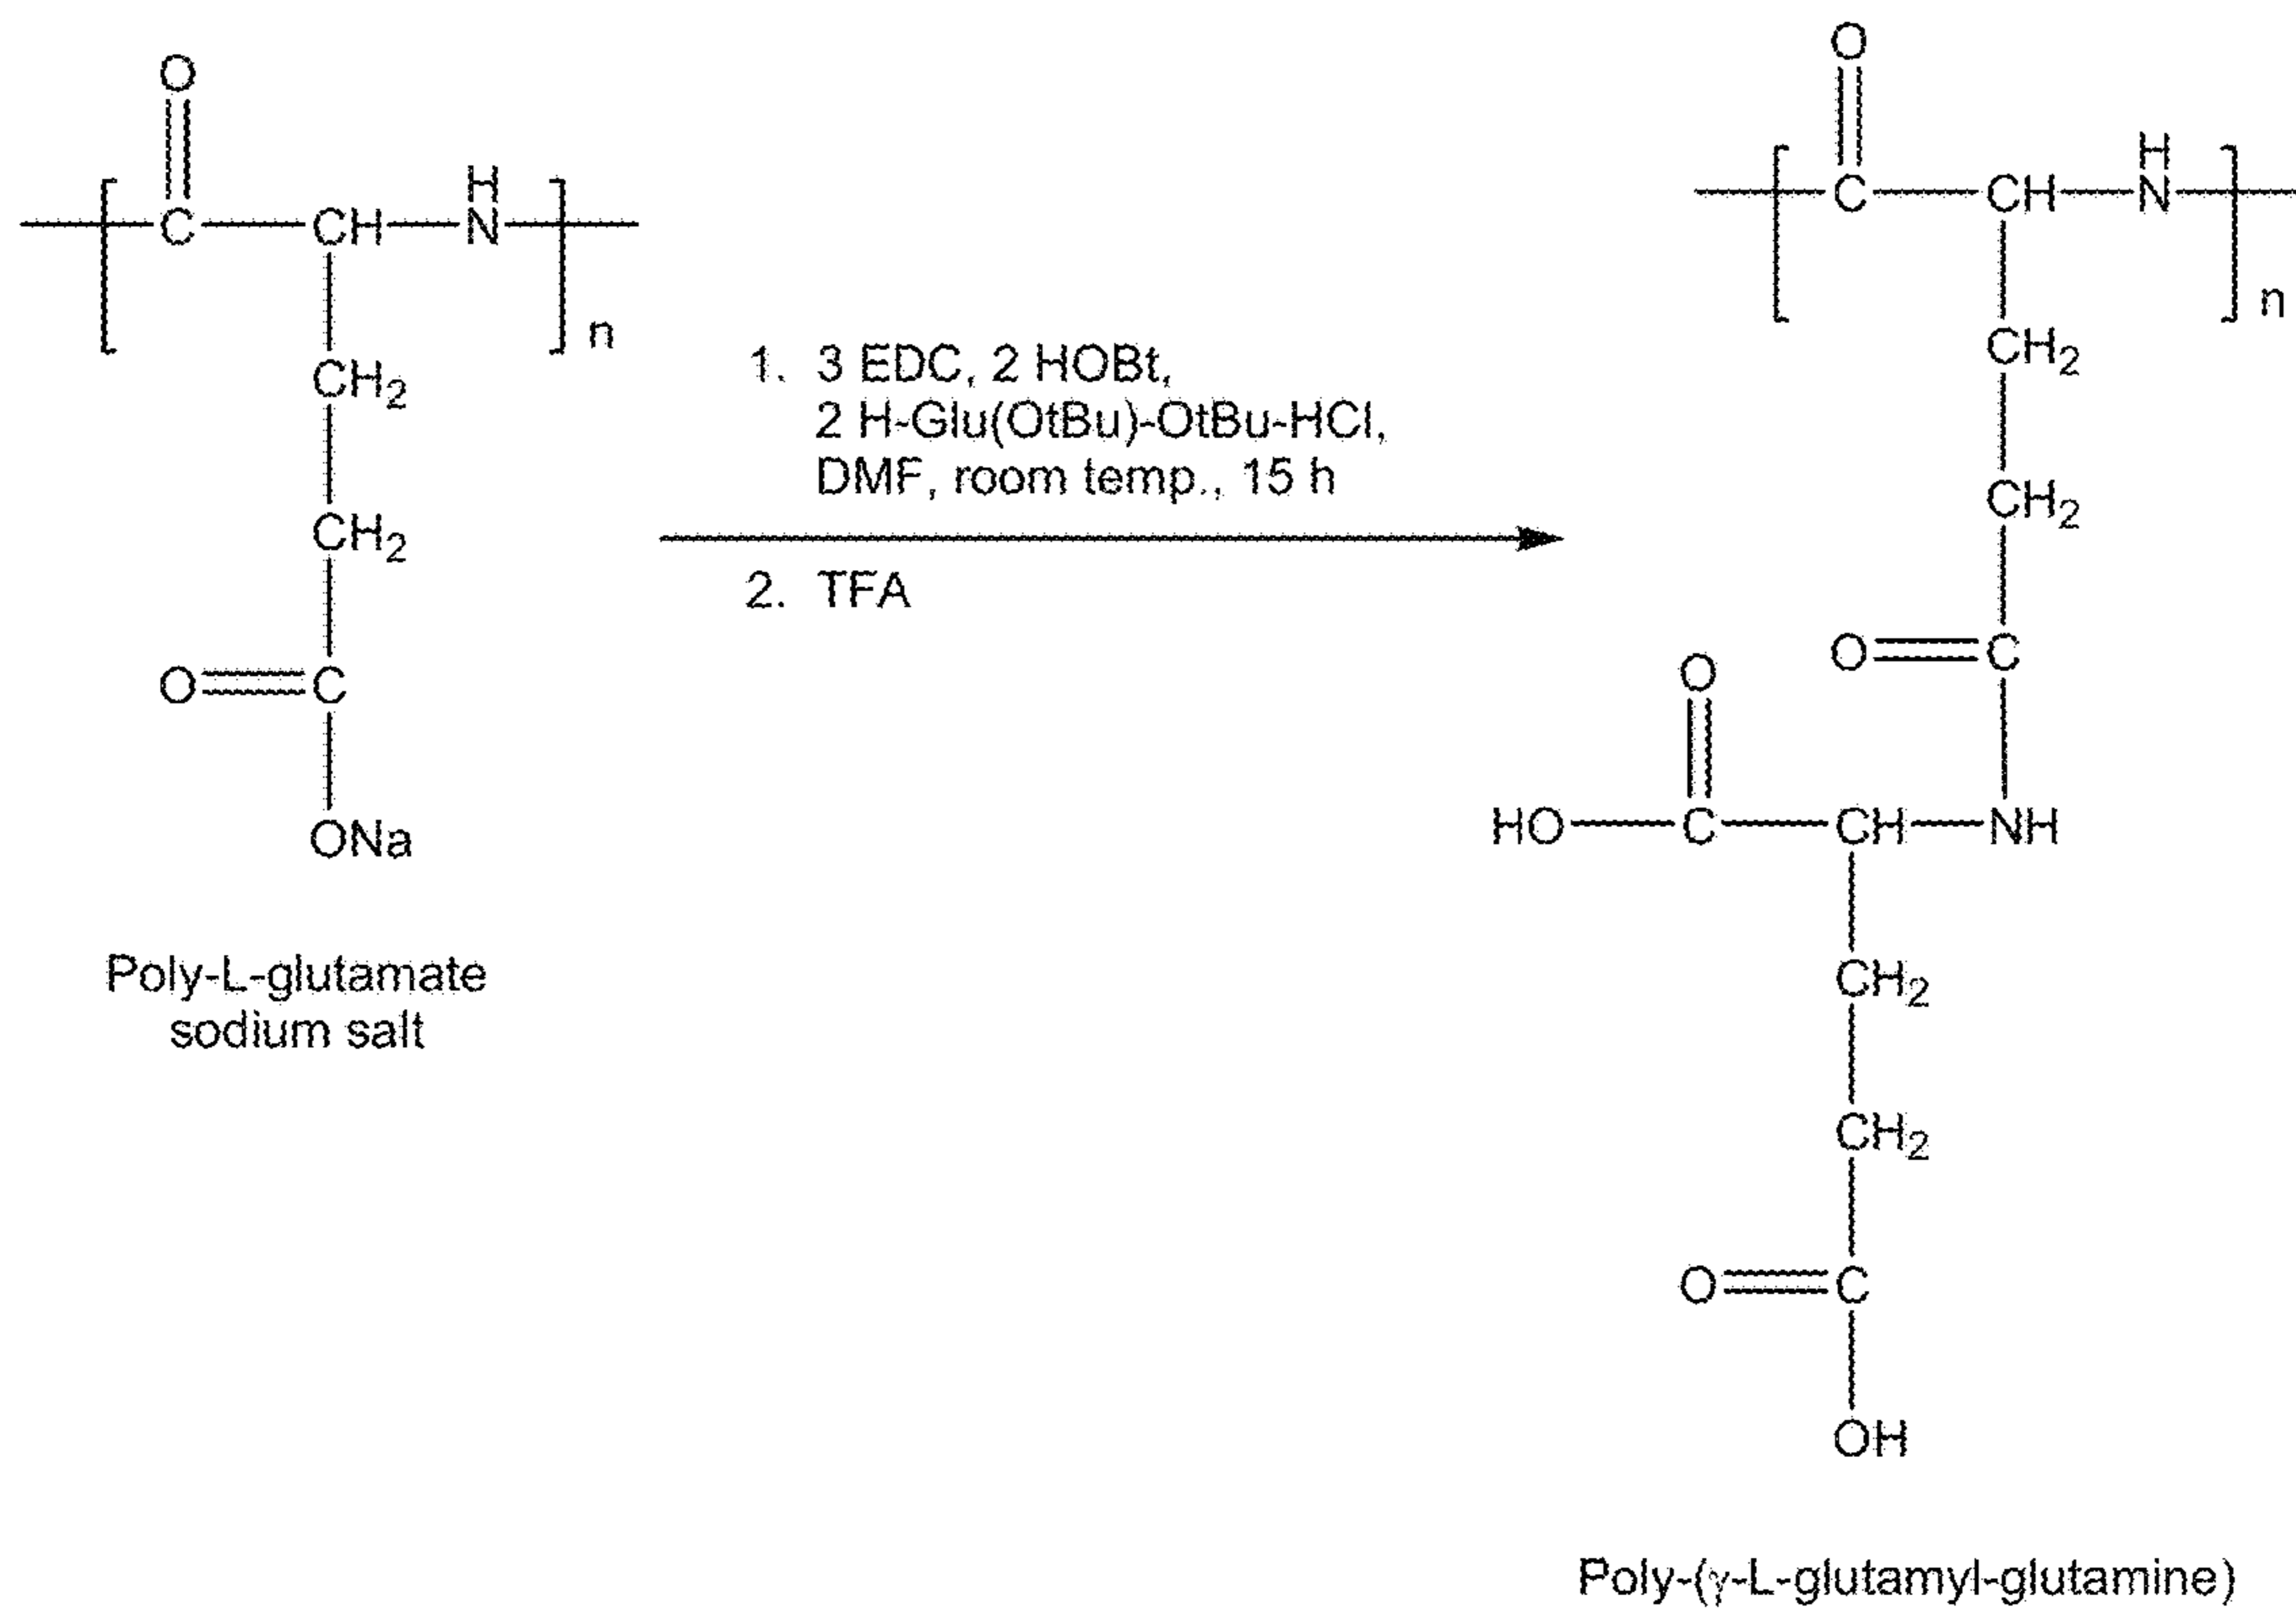 O
C
CH
H
N
n
CH2
CH2
O
C
ONa
Poly-L-glutamate
sodium salt
1. 3 EDC, 2 HOBt,
2 H-Glu(OtBu)-OtBu-HCl,
DMF, room temp., 15 h
2. TFA
O
C
CH
H
N
n
CH2
CH2
O
C
O
HO
C
CH
NH
CH2
CH2
O
C
OH
Poly-(γ-L-glutamyl-glutamine)